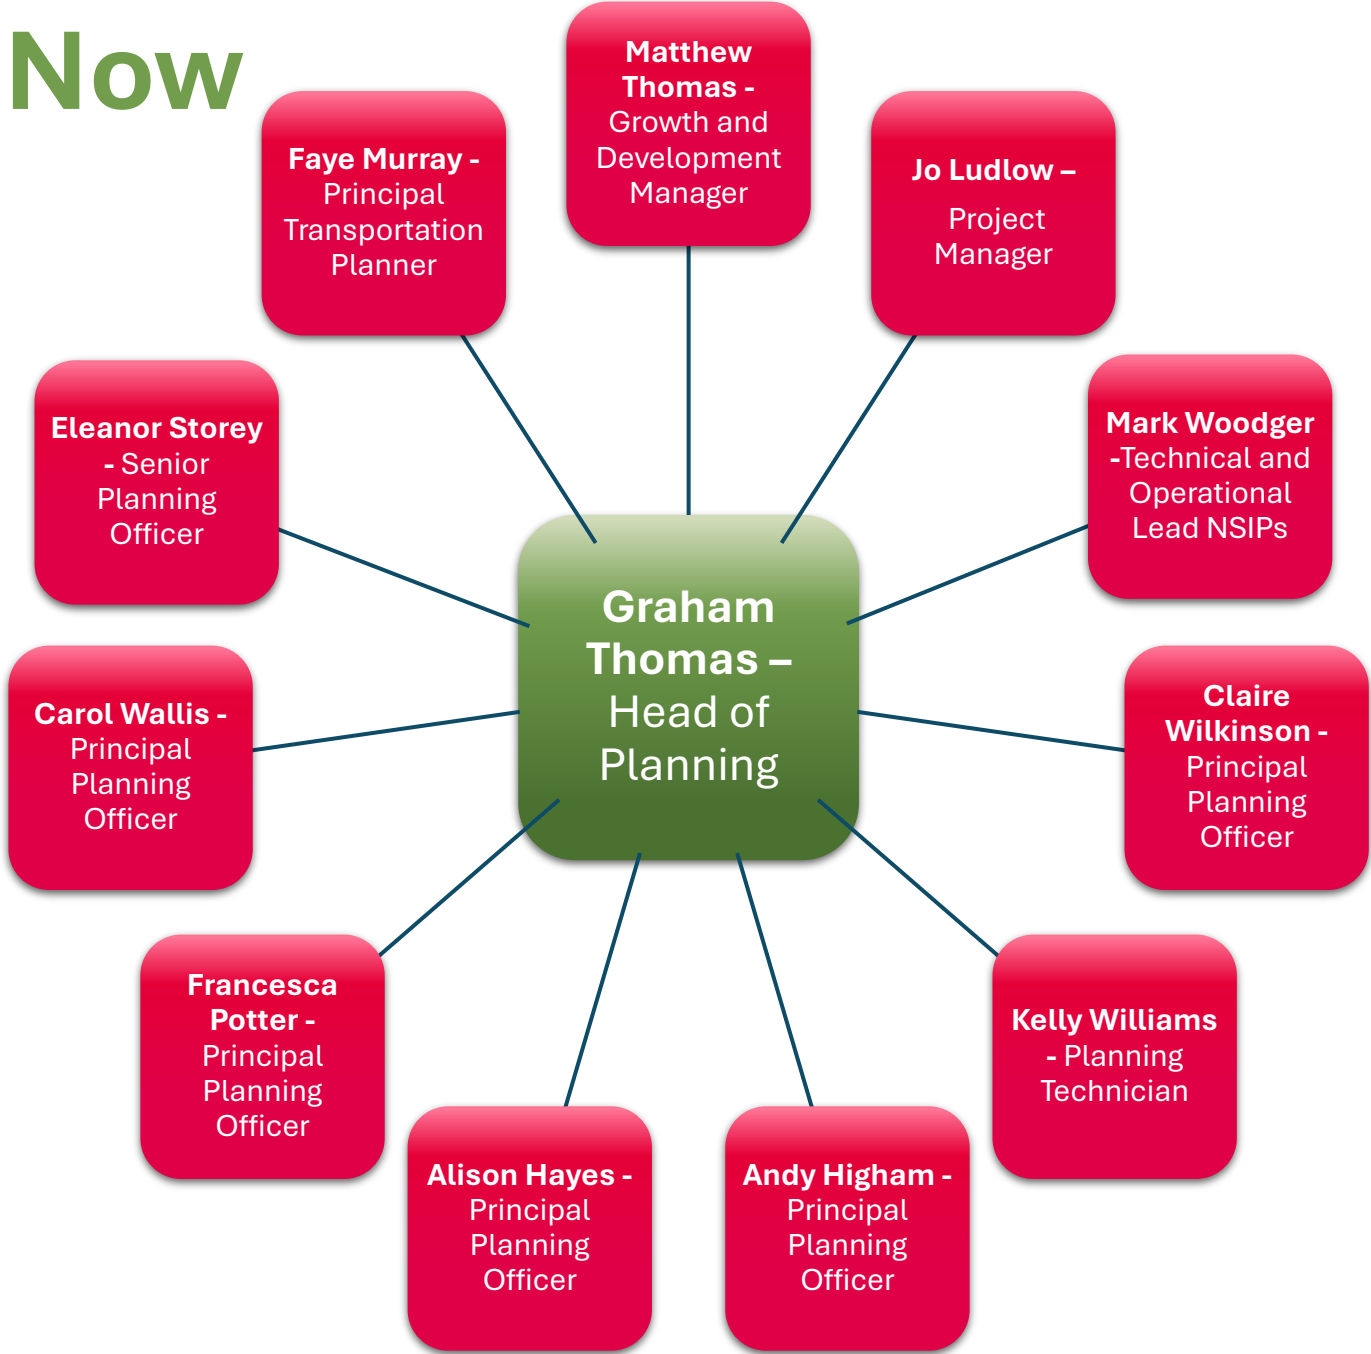 Now
Matthew
Thomas -
Growth and
Development
Manager
Jo Ludlow –
Project
Manager
Mark Woodger
-Technical and
Operational
Lead NSIPs
Claire
Wilkinson -
Principal
Planning
Officer
Kelly Williams
- Planning
Technician
Andy Higham -
Principal
Planning
Officer
Alison Hayes -
Principal
Planning
Officer
Francesca
Potter -
Principal
Planning
Officer
Carol Wallis -
Principal
Planning
Officer
Eleanor Storey
- Senior
Planning
Officer
Faye Murray -
Principal
Transportation
Planner
Graham
Thomas –
Head of
Planning